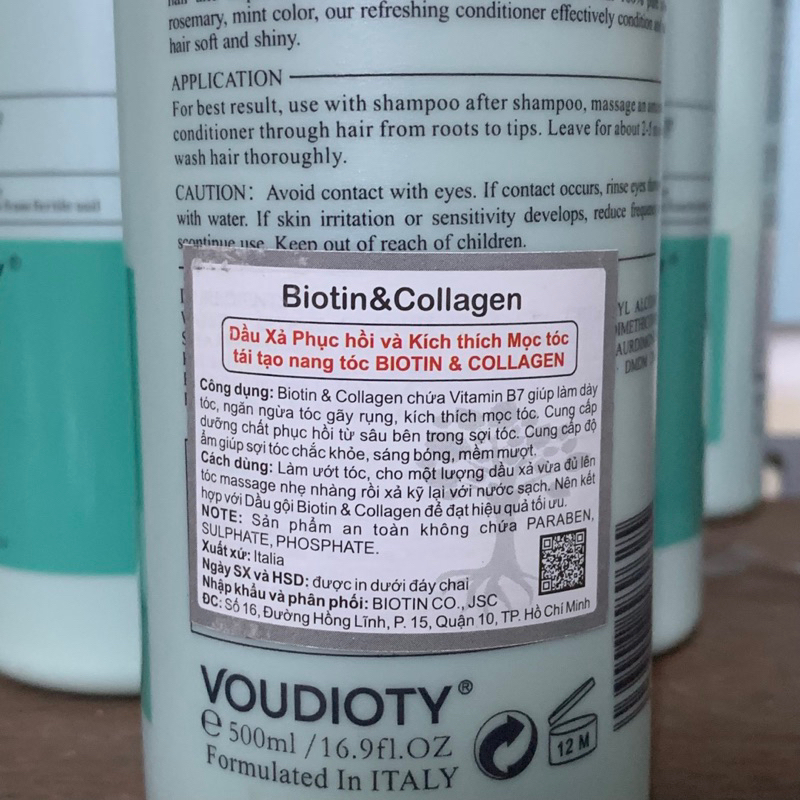 rosemary, mint color, our refreshing conditioner effectively condition
hair soft and shiny.
APPLICATION
For best result, use with shampoo after shampoo, massage an
conditioner through hair from roots to tips. Leave for about 2-5
wash hair thoroughly.
CAUTION: Avoid contact with eyes. If contact occurs, rinse eyes
with water. If skin irritation or sensitivity develops, reduce
scontinue use. Keep out of reach of children.
Biotin&Collagen
Dầu Xả Phục hồi và Kích thích Mọc tóc
tái tạo nang tóc BIOTIN & COLLAGEN
Công dụng: Biotin & Collagen chứa Vitamin B7 giúp làm dày
tóc, ngăn ngừa tóc gãy rụng, kích thích mọc tóc. Cung cấp
dưỡng chất phục hồi từ sâu bên trong sợi tóc. Cung cấp độ
ẩm giúp sợi tóc chắc khỏe, sáng bóng, mềm mượt.
Cách dùng: Làm ướt tóc, cho một lượng dầu xả vừa đủ lên
tóc massage nhẹ nhàng rồi xả kỹ lại với nước sạch. Nên kết
hợp với Dầu gội Biotin & Collagen để đạt hiệu quả tối ưu.
NOTE: Sản phẩm an toàn không chứa PARABEN,
SULPHATE, PHOSPHATE.
Xuất xứ: Italia
Ngày SX và HSD: được in dưới đáy chai
Nhập khẩu và phân phối: BIOTIN CO., JSC
ĐC: Số 16, Đường Hồng Lĩnh, P. 15, Quận 10, TP. Hồ Chí Minh
YL
DMDM
VOUDIOTY®
℮ 500ml / 16.9fl.OZ
Formulated In ITALY
12 M